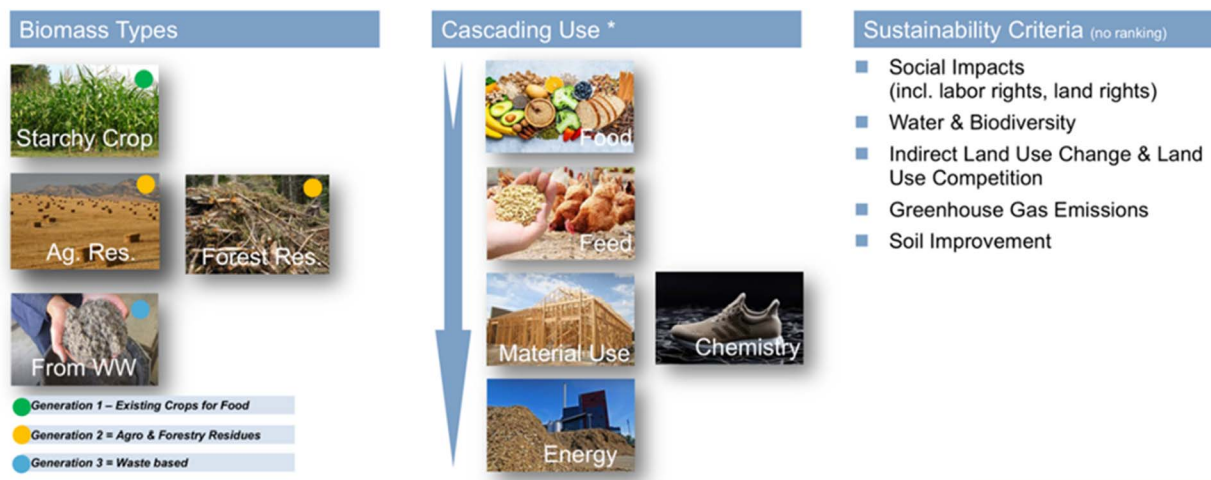 Biomass Types
Starchy Crop
Ag. Res.
Forest Res.
From WW
Generation 1 – Existing Crops for Food
Generation 2 = Agro & Forestry Residues
Generation 3 = Waste based
Cascading Use *
Food
Feed
Material Use
Chemistry
Energy
Sustainability Criteria (no ranking)
Social Impacts
(incl. labor rights, land rights)
Water & Biodiversity
Indirect Land Use Change & Land
Use Competition
Greenhouse Gas Emissions
Soil Improvement